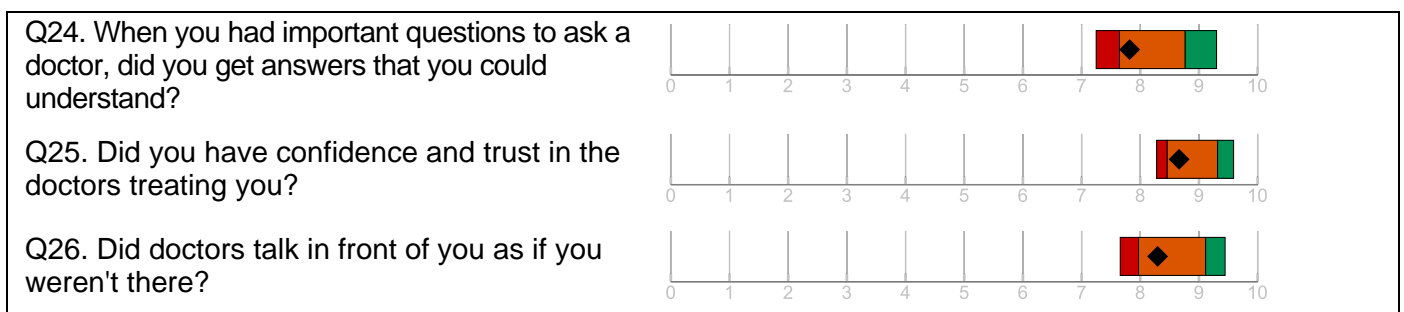 Q24. When you had important questions to ask a
doctor, did you get answers that you could
understand?
0 1 2 3 4 5 6 7 8 9 10
Q25. Did you have confidence and trust in the
doctors treating you?
0 1 2 3 4 5 6 7 8 9 10
Q26. Did doctors talk in front of you as if you
weren't there?
0 1 2 3 4 5 6 7 8 9 10